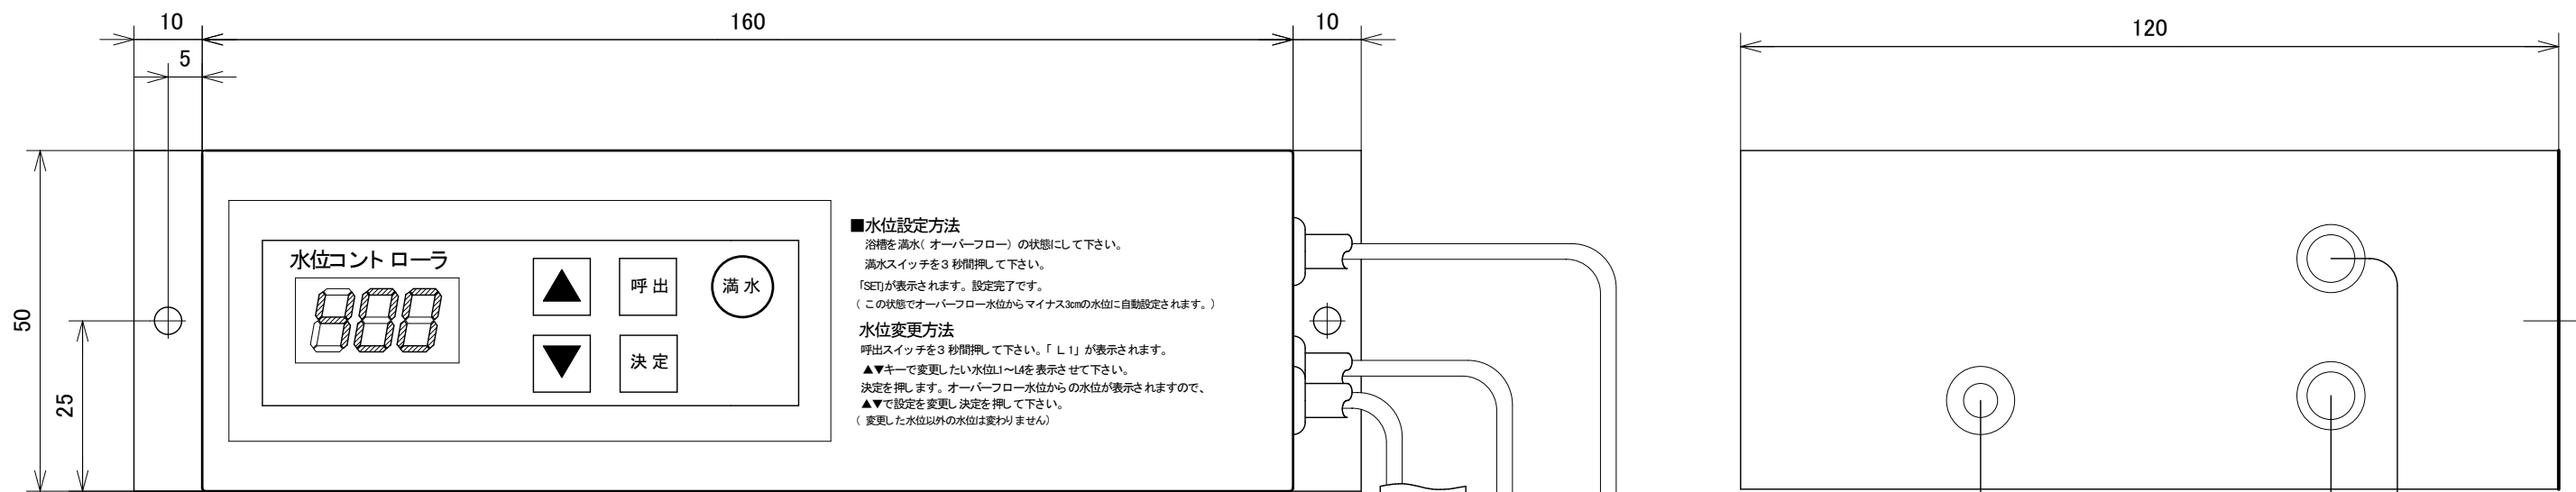 10
160
10
120
5
50
25
水位コントローラ
900
▲
呼出
満水
▼
決定
■水位設定方法
浴槽を満水(オーバーフロー)の状態にして下さい。
満水スイッチを3秒間押して下さい。
「SET」が表示されます。設定完了です。
(この状態でオーバーフロー水位からマイナス3cmの水位に自動設定されます。)
水位変更方法
呼出スイッチを3秒間押して下さい。「L1」が表示されます。
▲▼キーで変更したい水位L1～L4を表示させて下さい。
決定を押します。オーバーフロー水位からの水位が表示されますので、
▲▼で設定を変更し決定を押して下さい。
(変更した水位以外の水位は変わりません)